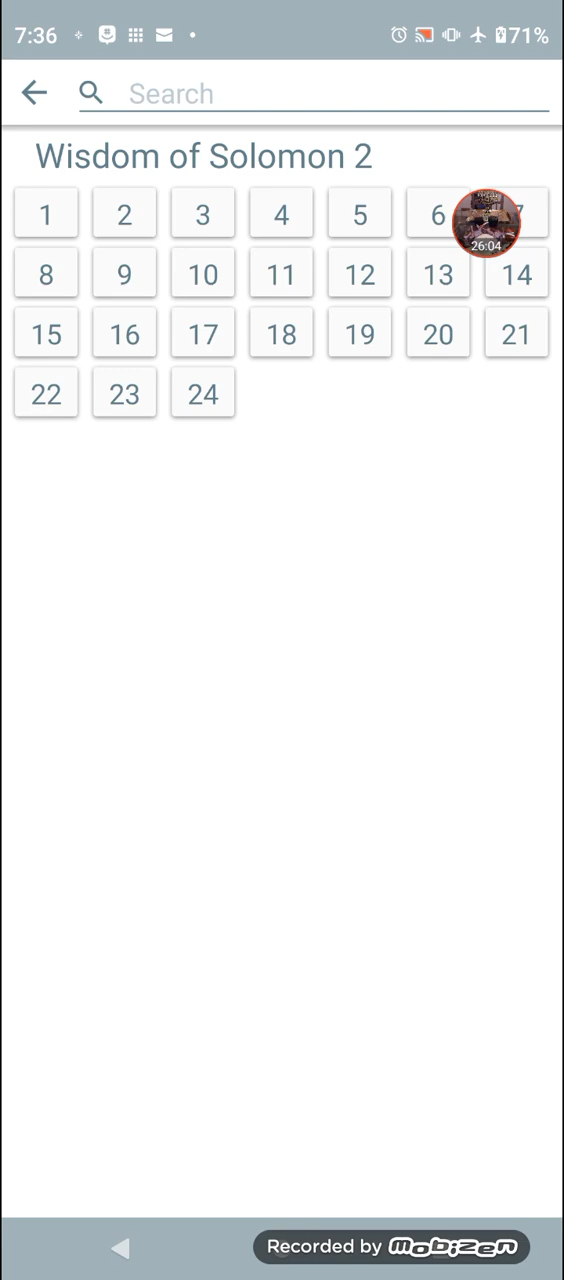 7:36 71%
Search
Wisdom of Solomon 2
1 2 3 4 5 6 7
26:04
8 9 10 11 12 13 14
15 16 17 18 19 20 21
22 23 24
Recorded by mobizen